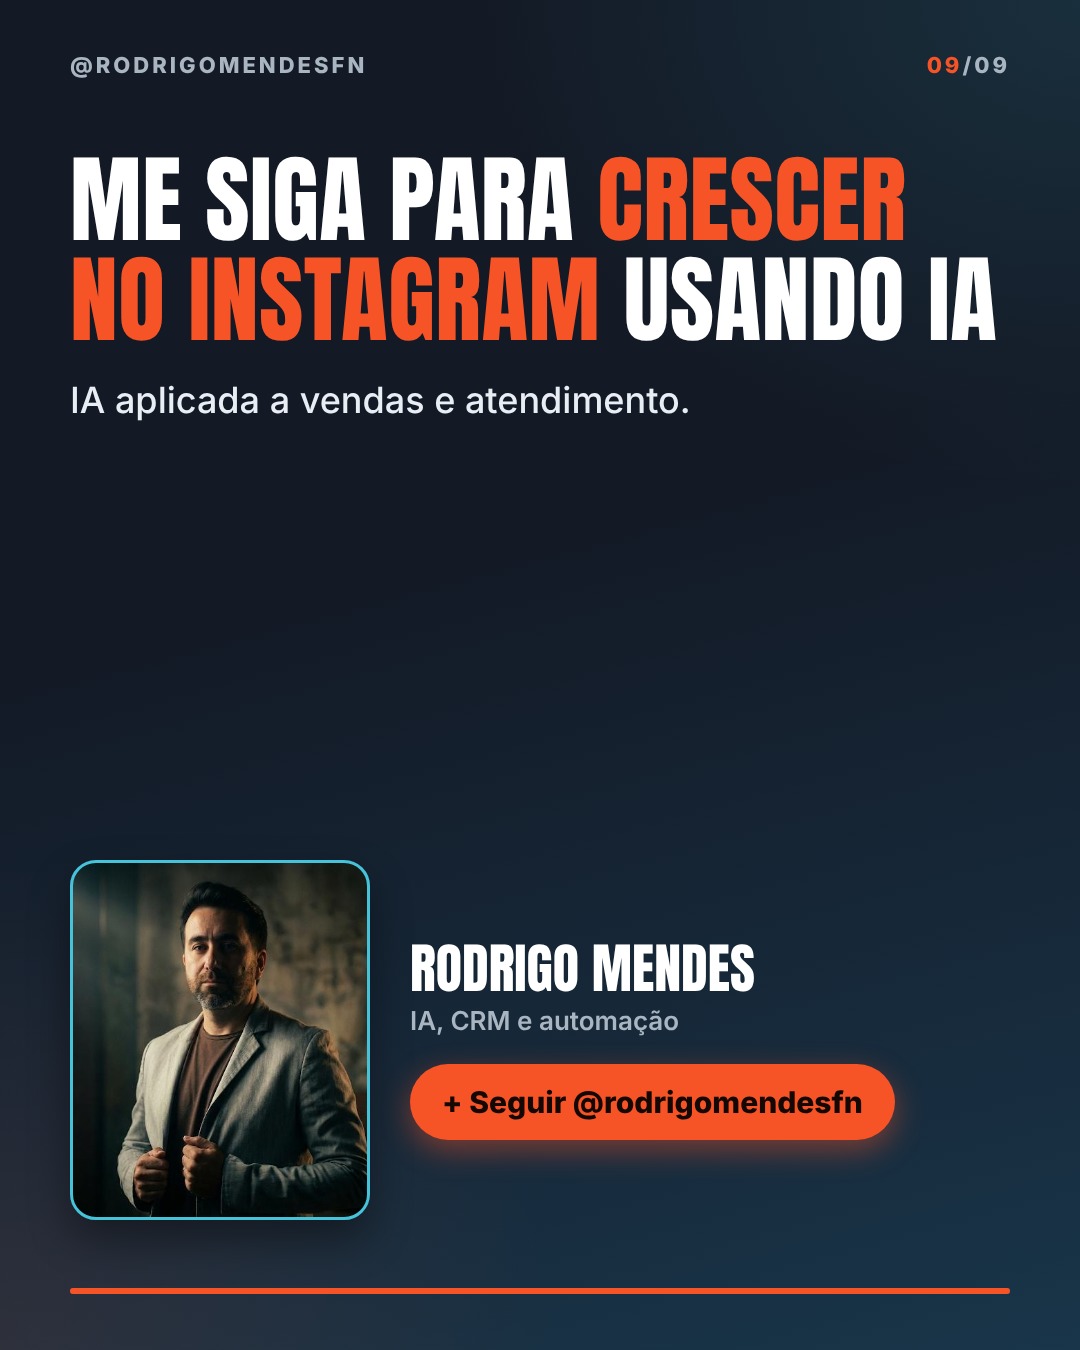 @RODRIGOMENDESFN
09/09
ME SIGA PARA CRESCER
NO INSTAGRAM USANDO IA
IA aplicada a vendas e atendimento.
RODRIGO MENDES
IA, CRM e automação
+ Seguir @rodrigomendesfn